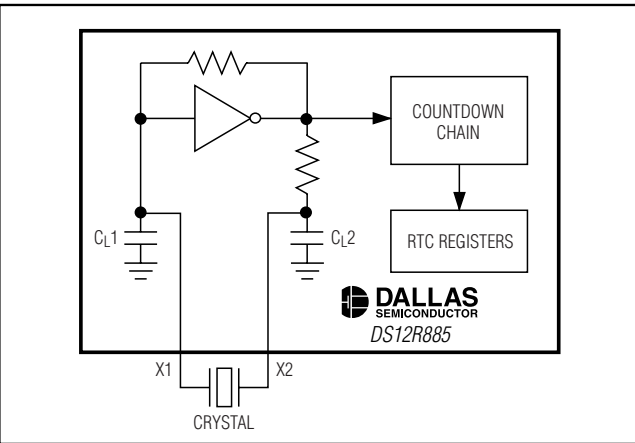 COUNTDOWN
CHAIN
CL1
CL2
RTC REGISTERS
DALLAS
SEMICONDUCTOR
DS12R885
X1
X2
CRYSTAL